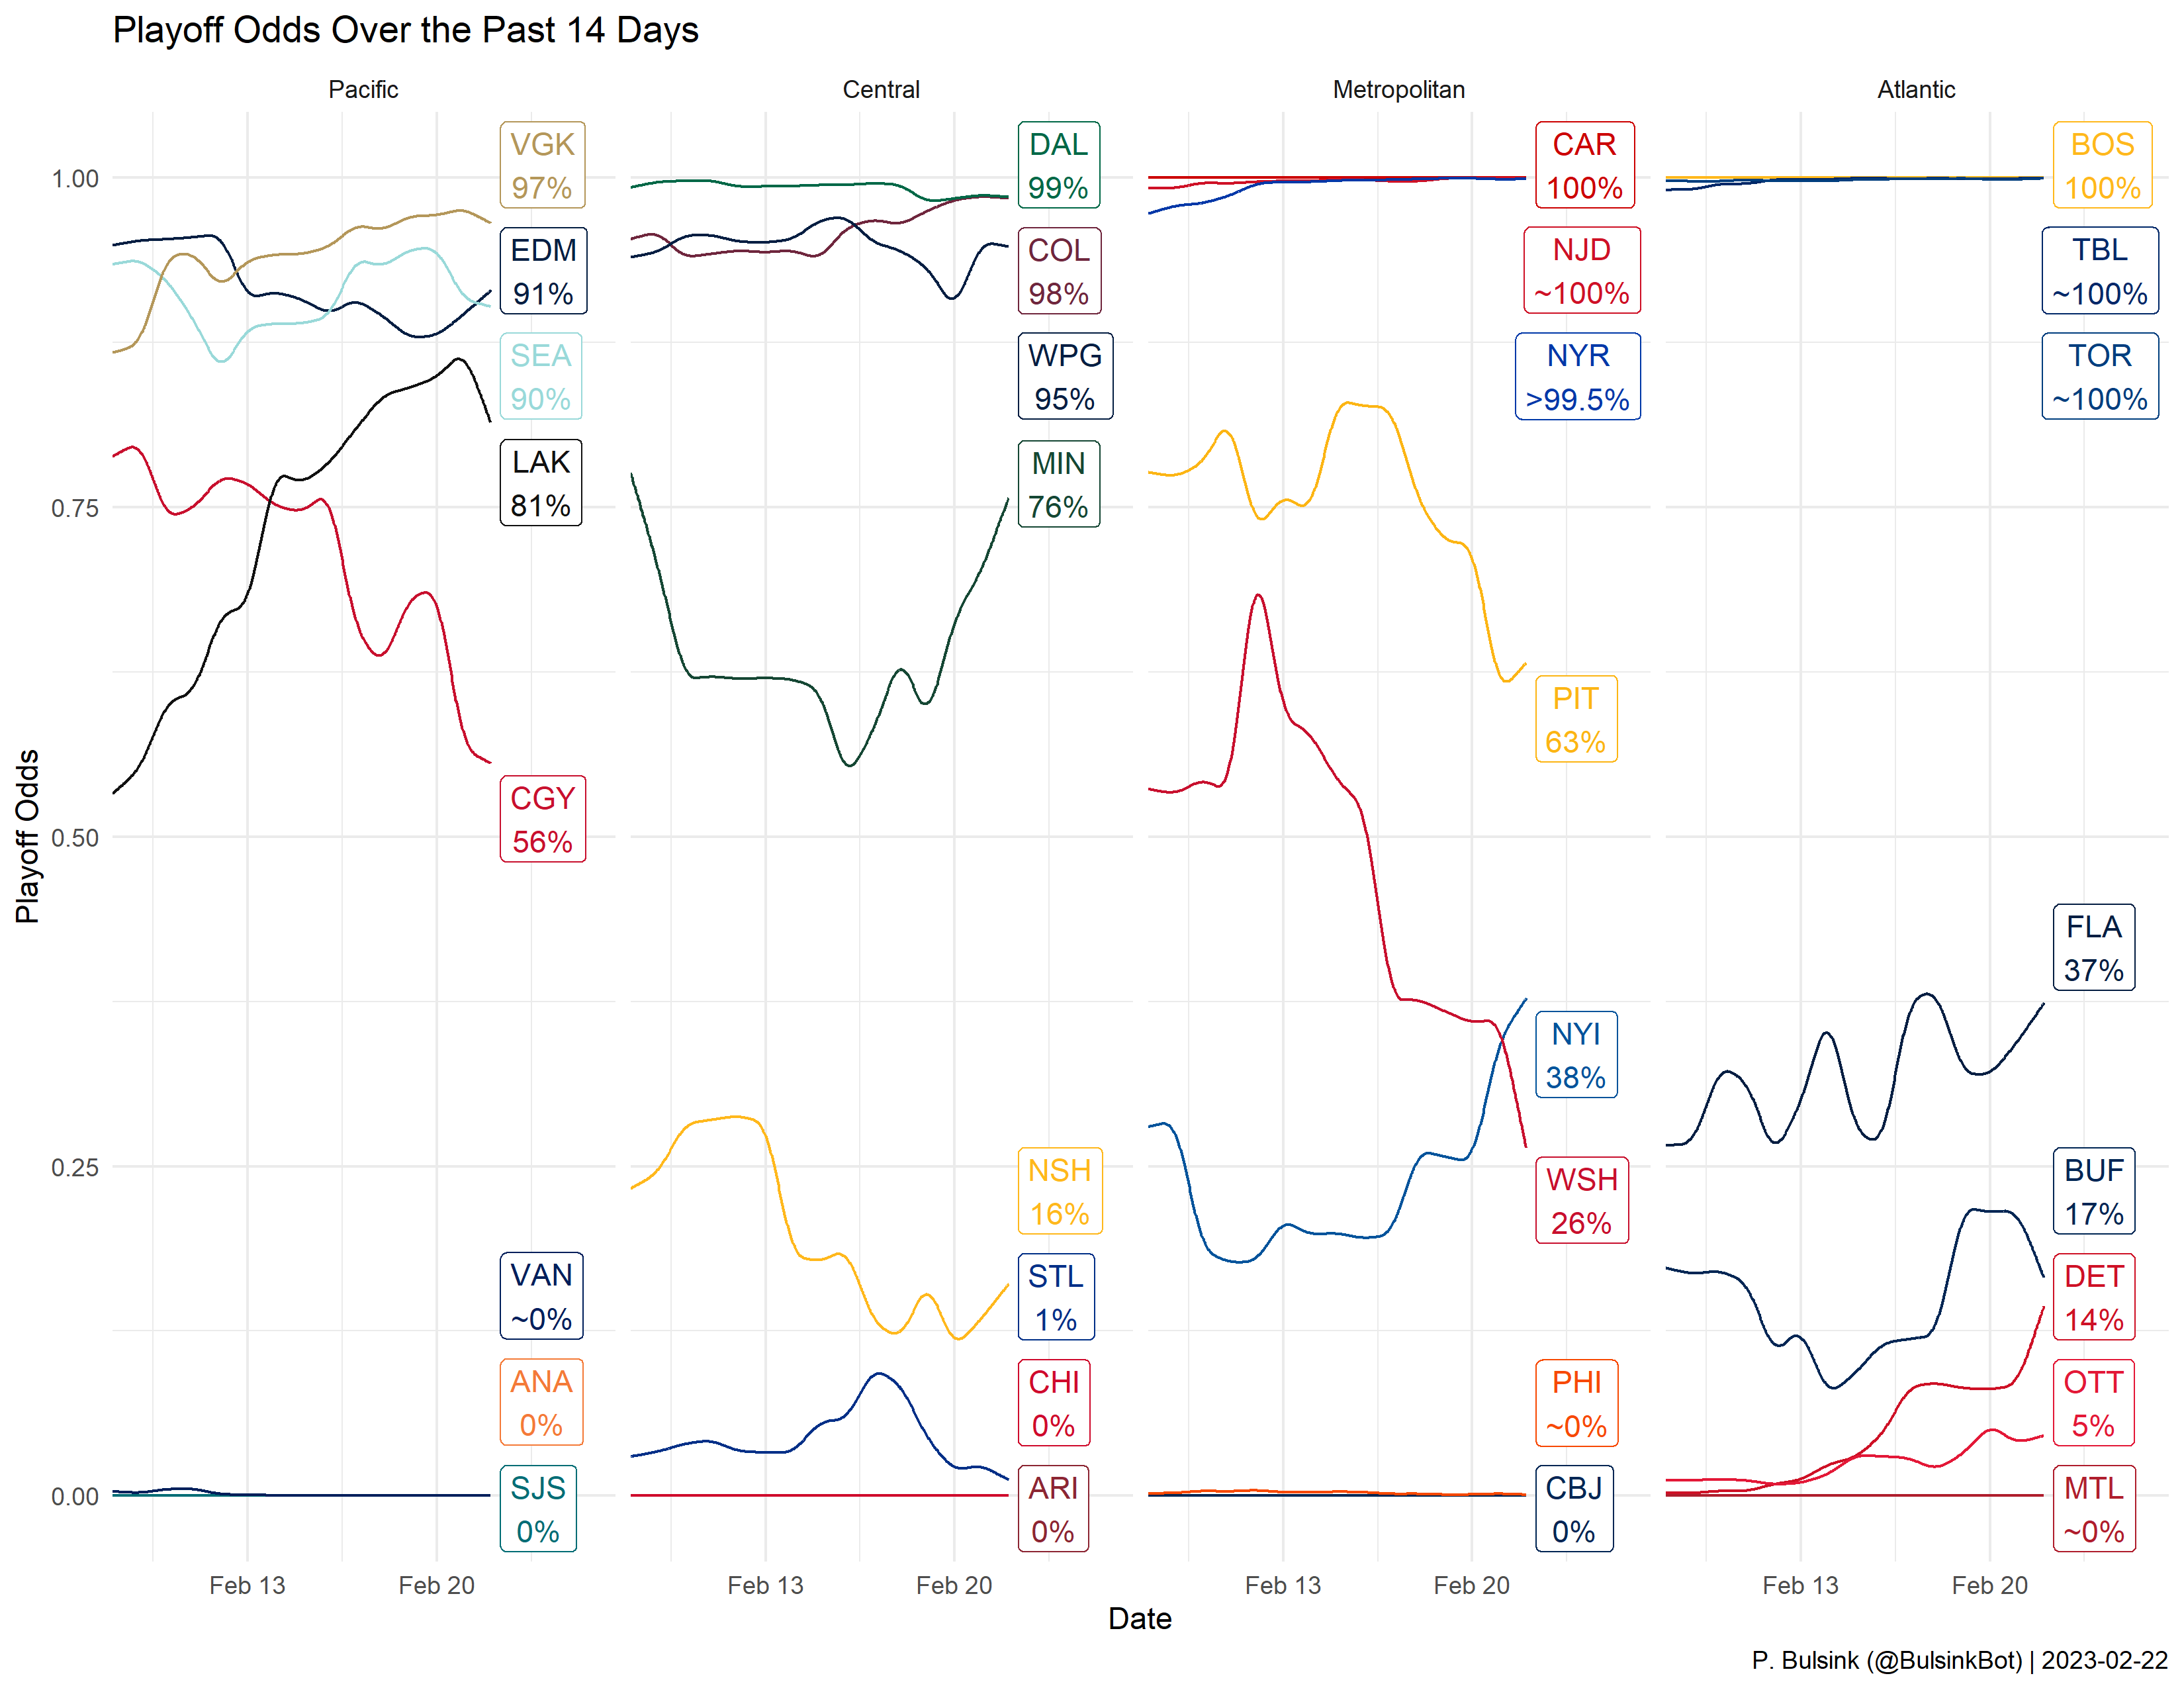 Playoff Odds Over the Past 14 Days
Pacific
Central
Metropolitan
Atlantic
Playoff Odds
1.00
0.75
0.50
0.25
0.00
VGK
97%
EDM
91%
SEA
90%
LAK
81%
CGY
56%
VAN
~0%
ANA
0%
SJS
0%
DAL
99%
COL
98%
WPG
95%
MIN
76%
NSH
16%
STL
1%
CHI
0%
ARI
0%
CAR
100%
NJD
~100%
NYR
>99.5%
PIT
63%
NYI
38%
WSH
26%
PHI
~0%
CBJ
0%
BOS
100%
TBL
~100%
TOR
~100%
FLA
37%
BUF
17%
DET
14%
OTT
5%
MTL
~0%
Feb 13
Feb 20
Feb 13
Feb 20
Feb 13
Feb 20
Feb 13
Feb 20
Date
P. Bulsink (@BulsinkBot) | 2023-02-22